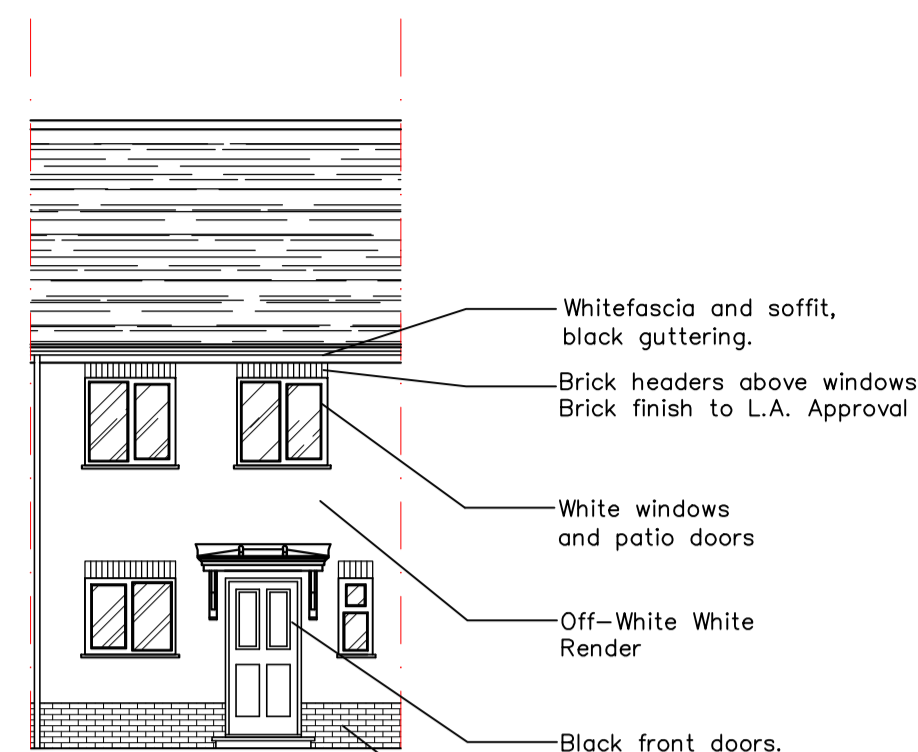 Whitefascia and soffit,
black guttering.
Brick headers above windows
Brick finish to L.A. Approval
White windows
and patio doors
Off-White White
Render
Black front doors.